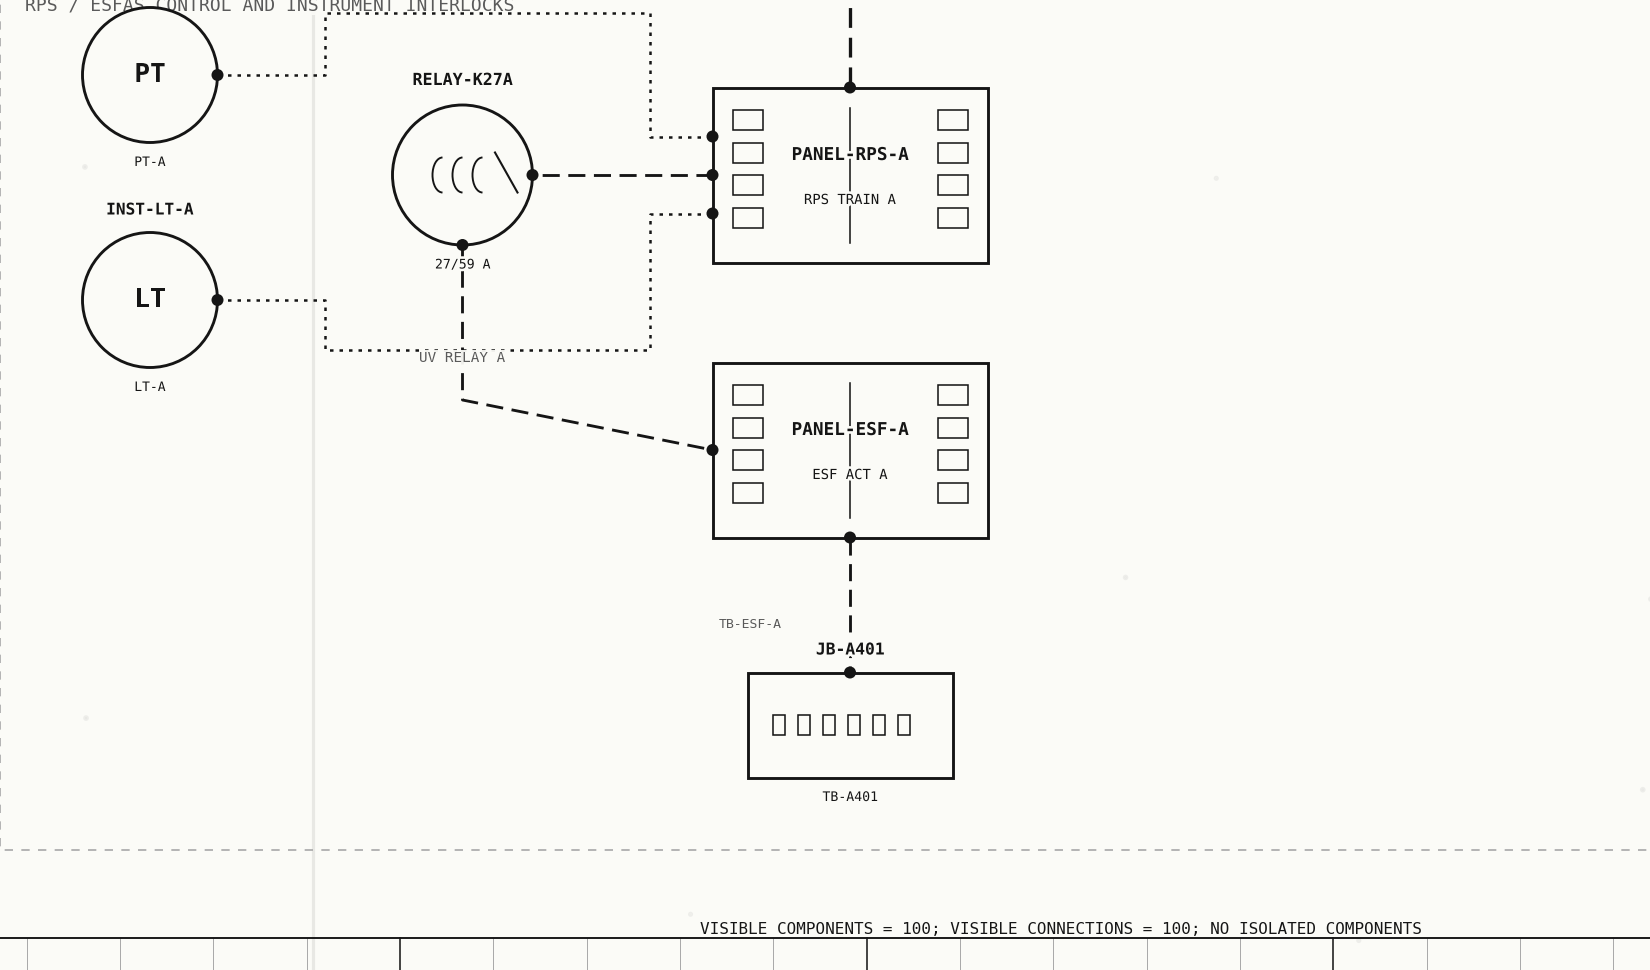 RPS / ESFAS CONTROL AND INSTRUMENT INTERLOCKS
PT
PT-A
INST-LT-A
LT
LT-A
RELAY-K27A
27/59 A
UV RELAY A
PANEL-RPS-A
RPS TRAIN A
PANEL-ESF-A
ESF ACT A
TB-ESF-A
JB-A401
TB-A401
VISIBLE COMPONENTS = 100; VISIBLE CONNECTIONS = 100; NO ISOLATED COMPONENTS